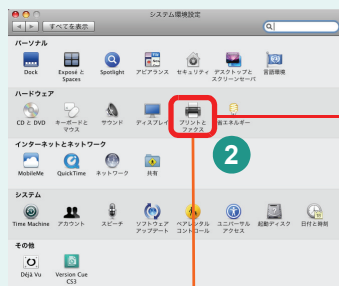 システム環境設定
すべてを表示
パーソナル
Dock
Exposé と
Spaces
Spotlight
アピアランス
セキュリティ
デスクトップと
スクリーンセーバ
言語環境
ハードウェア
CD と DVD
キーボードと
マウス
サウンド
ディスプレイ
プリントと
ファクス
省エネルギー
2
インターネットとネットワーク
MobileMe
QuickTime
ネットワーク
共有
システム
Time Machine
アカウント
スピーチ
ソフトウェア
アップデート
ペアレンタル
コントロール
ユニバーサル
アクセス
起動ディスク
日付と時刻
その他
Déjà Vu
Version Cue
CS3